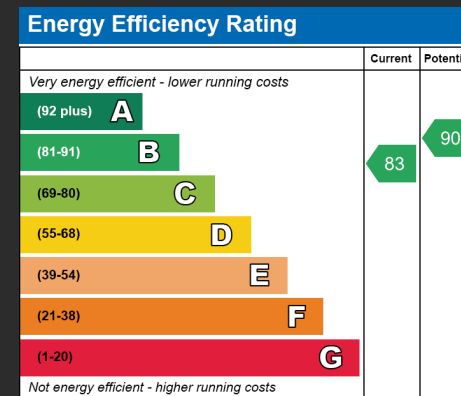 Energy Efficiency Rating
Current
Very energy efficient - lower running costs
(92 plus) A
(81-91) B
90
83
(69-80) C
(55-68) D
(39-54) E
(21-38) F
(1-20) G
Not energy efficient - higher running costs